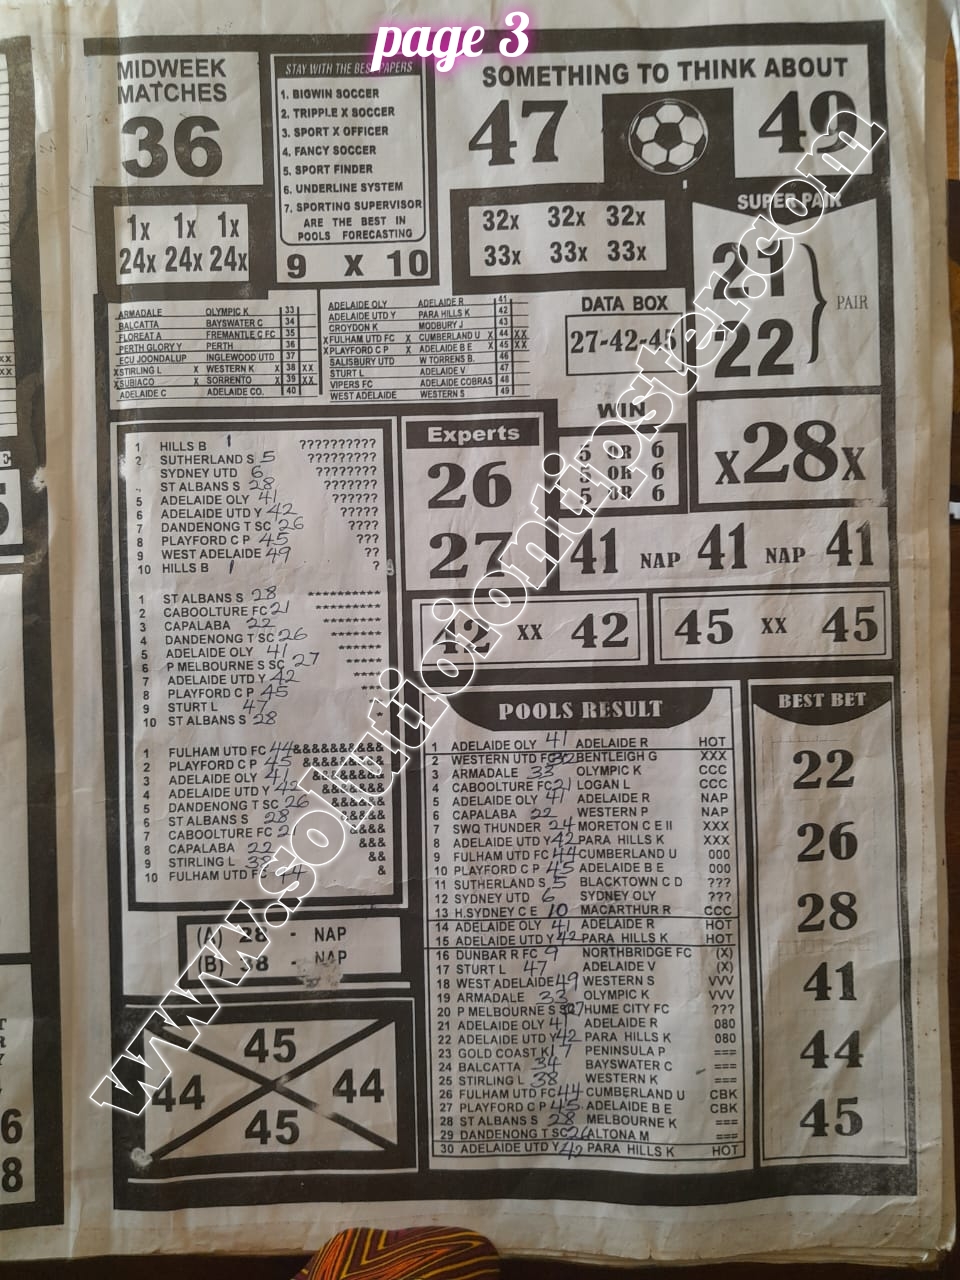 page 3
MIDWEEK
MATCHES
36
1x 1x 1x
24x 24x 24x
STAY WITH THE BEST PAPERS
1. BIGWIN SOCCER
2. TRIPPLE X SOCCER
3. SPORT X OFFICER
4. FANCY SOCCER
5. SPORT FINDER
6. UNDERLINE SYSTEM
7. SPORTING SUPERVISOR
ARE THE BEST IN
POOLS FORECASTING
9 X 10
SOMETHING TO THINK ABOUT
47 49
32x 32x 32x
33x 33x 33x
SUPER PAIR
21
22
PAIR
ARMADALE OLYMPIC K 33
BALCATTA BAYSWATER C 34
FLOREAT A FREMANTLE C FC 35
PERTH GLORY Y PERTH 36
ECU JOONDALUP INGLEWOOD UTD 37
X STIRLING L X WESTERN K X 38 XX
X SUBIACO X SORRENTO X 39 XX
ADELAIDE C ADELAIDE CO. 40
ADELAIDE OLY ADELAIDE R 41
ADELAIDE UTD Y PARA HILLS K 42
CROYDON K MODBURY J 43
X FULHAM UTD FC X CUMBERLAND U X 44 XX
X PLAYFORD C P X ADELAIDE B E X 45 XX
SALISBURY UTD W TORRENS B. 46
STURT L ADELAIDE V 47
VIPERS FC ADELAIDE COBRAS 48
WEST ADELAIDE WESTERN S 49
DATA BOX
27-42-45
WIN
5 OR 6
5 OR 6
5 OR 6
X28X
Experts
26
27
41 NAP 41 NAP 41
42 XX 42
45 XX 45
1 HILLS B 1 ??????????
2 SUTHERLAND S 5 ?????????
SYDNEY UTD 6 ????????
ST ALBANS S 28 ???????
5 ADELAIDE OLY 41 ??????
6 ADELAIDE UTD Y 42 ?????
7 DANDENONG T SC 26 ????
8 PLAYFORD C P 45 ???
9 WEST ADELAIDE 49 ??
10 HILLS B 1 ?
1 ST ALBANS S 28 **********
2 CABOOLTURE FC 21 *********
3 CAPALABA 22 ********
4 DANDENONG T SC 26 *******
5 ADELAIDE OLY 41 ******
6 P MELBOURNE S SC 27 *****
7 ADELAIDE UTD Y 42 ****
8 PLAYFORD C P 45 ***
9 STURT L 47
10 ST ALBANS S 28 *
1 FULHAM UTD FC 44 &&&&&&&&&&
2 PLAYFORD C P 45 &&&&&&&&&
3 ADELAIDE OLY 41 &&&&&&&&
4 ADELAIDE UTD Y 42 &&&&&&&
5 DANDENONG T SC 26 &&&&&&
6 ST ALBANS S 28 &&&&&
7 CABOOLTURE FC 21 &&&&
8 CAPALABA 22 &&&
9 STIRLING L 38 &&
10 FULHAM UTD FC 44 &
(A) 28 - NAP
(B) 38 - NAP
45
44 44
45
POOLS RESULT
1 ADELAIDE OLY 41 ADELAIDE R HOT
2 WESTERN UTD FC 32 BENTLEIGH G XXX
3 ARMADALE 33 OLYMPIC K CCC
4 CABOOLTURE FC 21 LOGAN L CCC
5 ADELAIDE OLY 41 ADELAIDE R NAP
6 CAPALABA 22 WESTERN P NAP
7 SWQ THUNDER 24 MORETON C E II XXX
8 ADELAIDE UTD Y 42 PARA HILLS K XXX
9 FULHAM UTD FC 44 CUMBERLAND U 000
10 PLAYFORD C P 45 ADELAIDE B E 000
11 SUTHERLAND S 5 BLACKTOWN C D ???
12 SYDNEY UTD 6 SYDNEY OLY ???
13 H.SYDNEY C E 10 MACARTHUR R CCC
14 ADELAIDE OLY 41 ADELAIDE R HOT
15 ADELAIDE UTD Y 42 PARA HILLS K HOT
16 DUNBAR R FC 9 NORTHBRIDGE FC (X)
17 STURT L 47 ADELAIDE V (X)
18 WEST ADELAIDE 49 WESTERN S VVV
19 ARMADALE 33 OLYMPIC K VVV
20 P MELBOURNE S SC 27 HUME CITY FC ???
21 ADELAIDE OLY 41 ADELAIDE R 080
22 ADELAIDE UTD Y 42 PARA HILLS K 080
23 GOLD COAST K 17 PENINSULA P ===
24 BALCATTA 34 BAYSWATER C ===
25 STIRLING L 38 WESTERN K ===
26 FULHAM UTD FC 44 CUMBERLAND U CBK
27 PLAYFORD C P 45 ADELAIDE B E CBK
28 ST ALBANS S 28 MELBOURNE K ===
29 DANDENONG T SC 26 ALTONA M ===
30 ADELAIDE UTD Y 42 PARA HILLS K HOT
BEST BET
22
26
28
41
44
45
www.solutiontipster.com